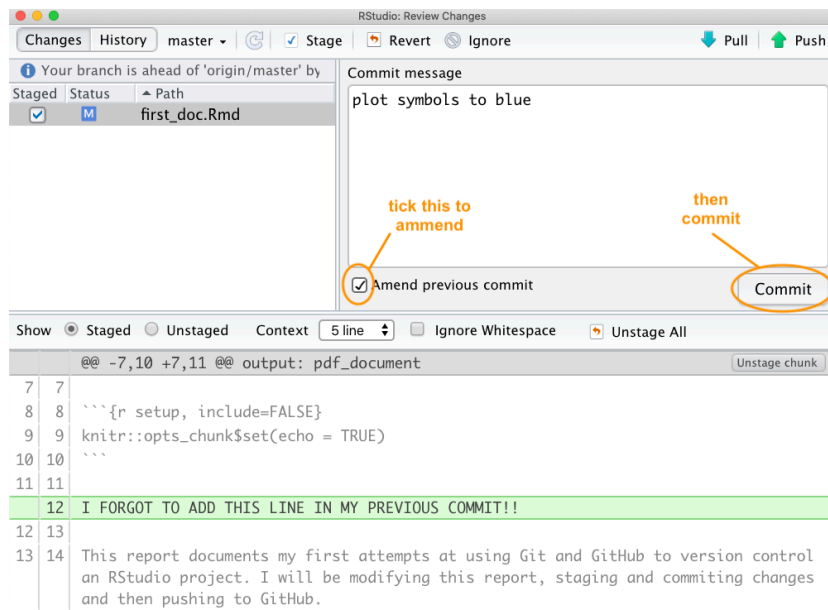 RStudio: Review Changes
Changes History master Stage Revert Ignore Pull Push
Your branch is ahead of 'origin/master' by
Staged Status Path
M first_doc.Rmd
Commit message
plot symbols to blue
tick this to
ammend
then
commit
Amend previous commit
Commit
Show Staged Unstaged Context 5 line Ignore Whitespace Unstage All
@@ -7,10 +7,11 @@ output: pdf_document Unstage chunk
7 7
8 8 ```{r setup, include=FALSE}
9 9 knitr::opts_chunk$set(echo = TRUE)
10 10 ```
11 11
12 I FORGOT TO ADD THIS LINE IN MY PREVIOUS COMMIT!!
12 13
13 14 This report documents my first attempts at using Git and GitHub to version control
an RStudio project. I will be modifying this report, staging and commiting changes
and then pushing to GitHub.